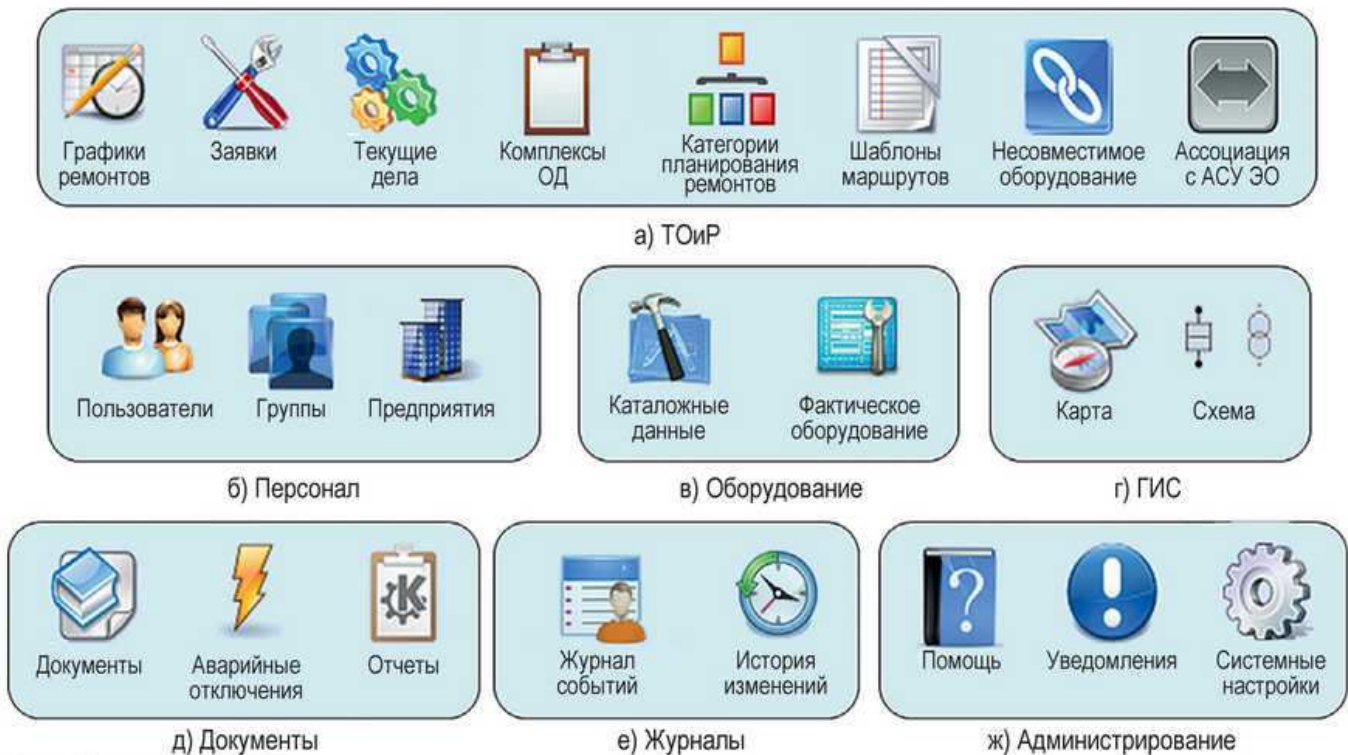 Графики
ремонтов
Заявки
Текущие
дела
Комплексы
ОД
Категории
планирования
ремонтов
Шаблоны
маршрутов
Несовместимое
оборудование
Ассоциация
с АСУ ЭО
а) ТОиР
Пользователи
Группы
Предприятия
б) Персонал
Каталожные
данные
Фактическое
оборудование
в) Оборудование
Карта
Схема
г) ГИС
Документы
Аварийные
отключения
Отчеты
д) Документы
Журнал
событий
История
изменений
е) Журналы
Помощь
Уведомления
Системные
настройки
ж) Администрирование